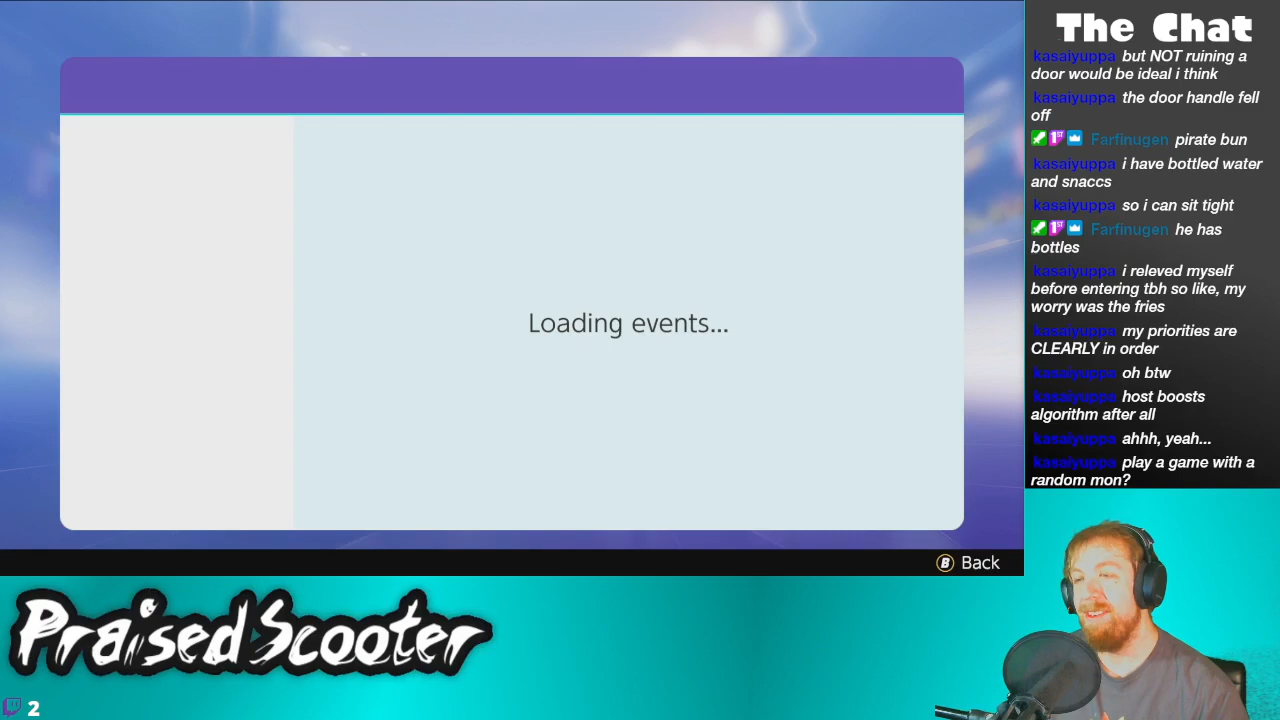 The Chat
kasaiyuppa but NOT ruining a
door would be ideal i think
kasaiyuppa the door handle fell
off
1ST Farfinugen pirate bun
kasaiyuppa i have bottled water
and snaccs
kasaiyuppa so i can sit tight
1ST Farfinugen he has
bottles
kasaiyuppa i releved myself
before entering tbh so like, my
worry was the fries
kasaiyuppa my priorities are
CLEARLY in order
kasaiyuppa oh btw
kasaiyuppa host boosts
algorithm after all
kasaiyuppa ahhh, yeah...
kasaiyuppa play a game with a
random mon?
Loading events...
B Back
PraisedScooter
2